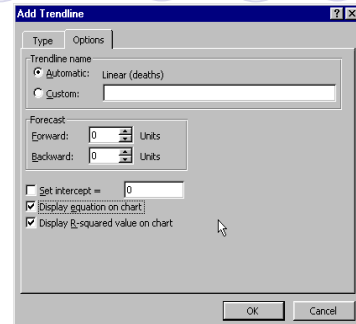 Add Trendline
Type Options
Trendline name
Automatic: Linear (deaths)
Custom:
Forecast
Forward: 0 Units
Backward: 0 Units
Set intercept = 0
Display equation on chart
Display R-squared value on chart
OK Cancel